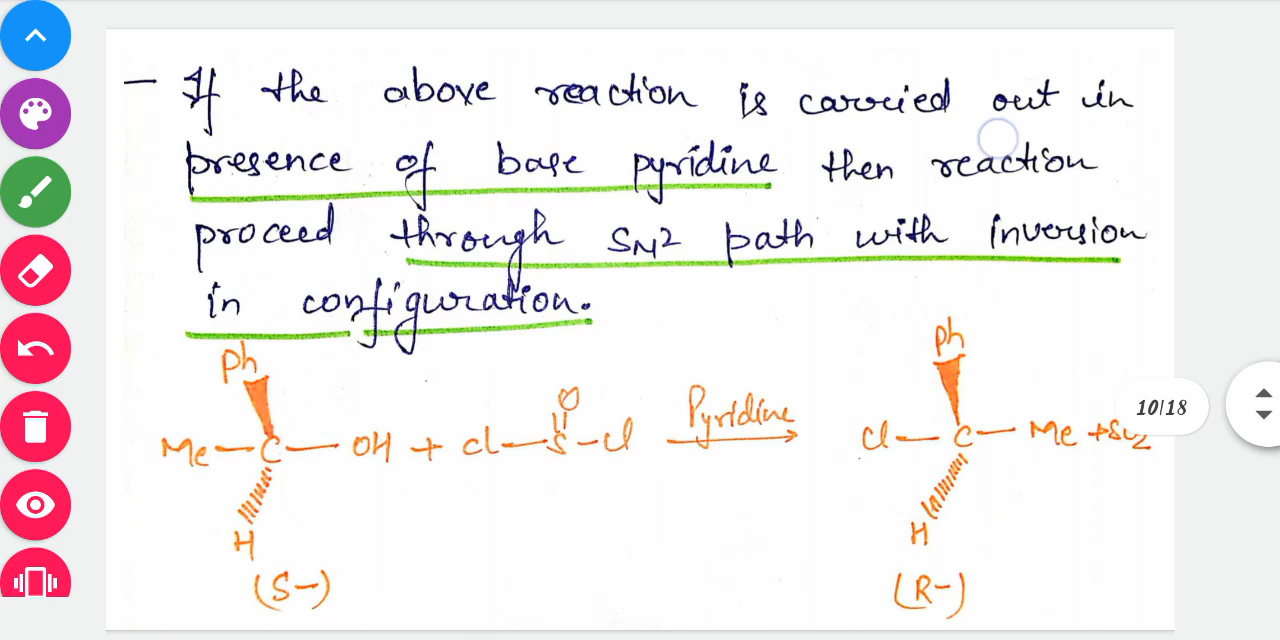 - If the above reaction is carried out in
presence of base pyridine then reaction
proceed through SN2 path with inversion
in configuration.
Ph
Me-C-OH + Cl-S-Cl
O
H
(S-)
Pyridine
Ph
Cl-C-Me + SO2
H
(R-)
10/18